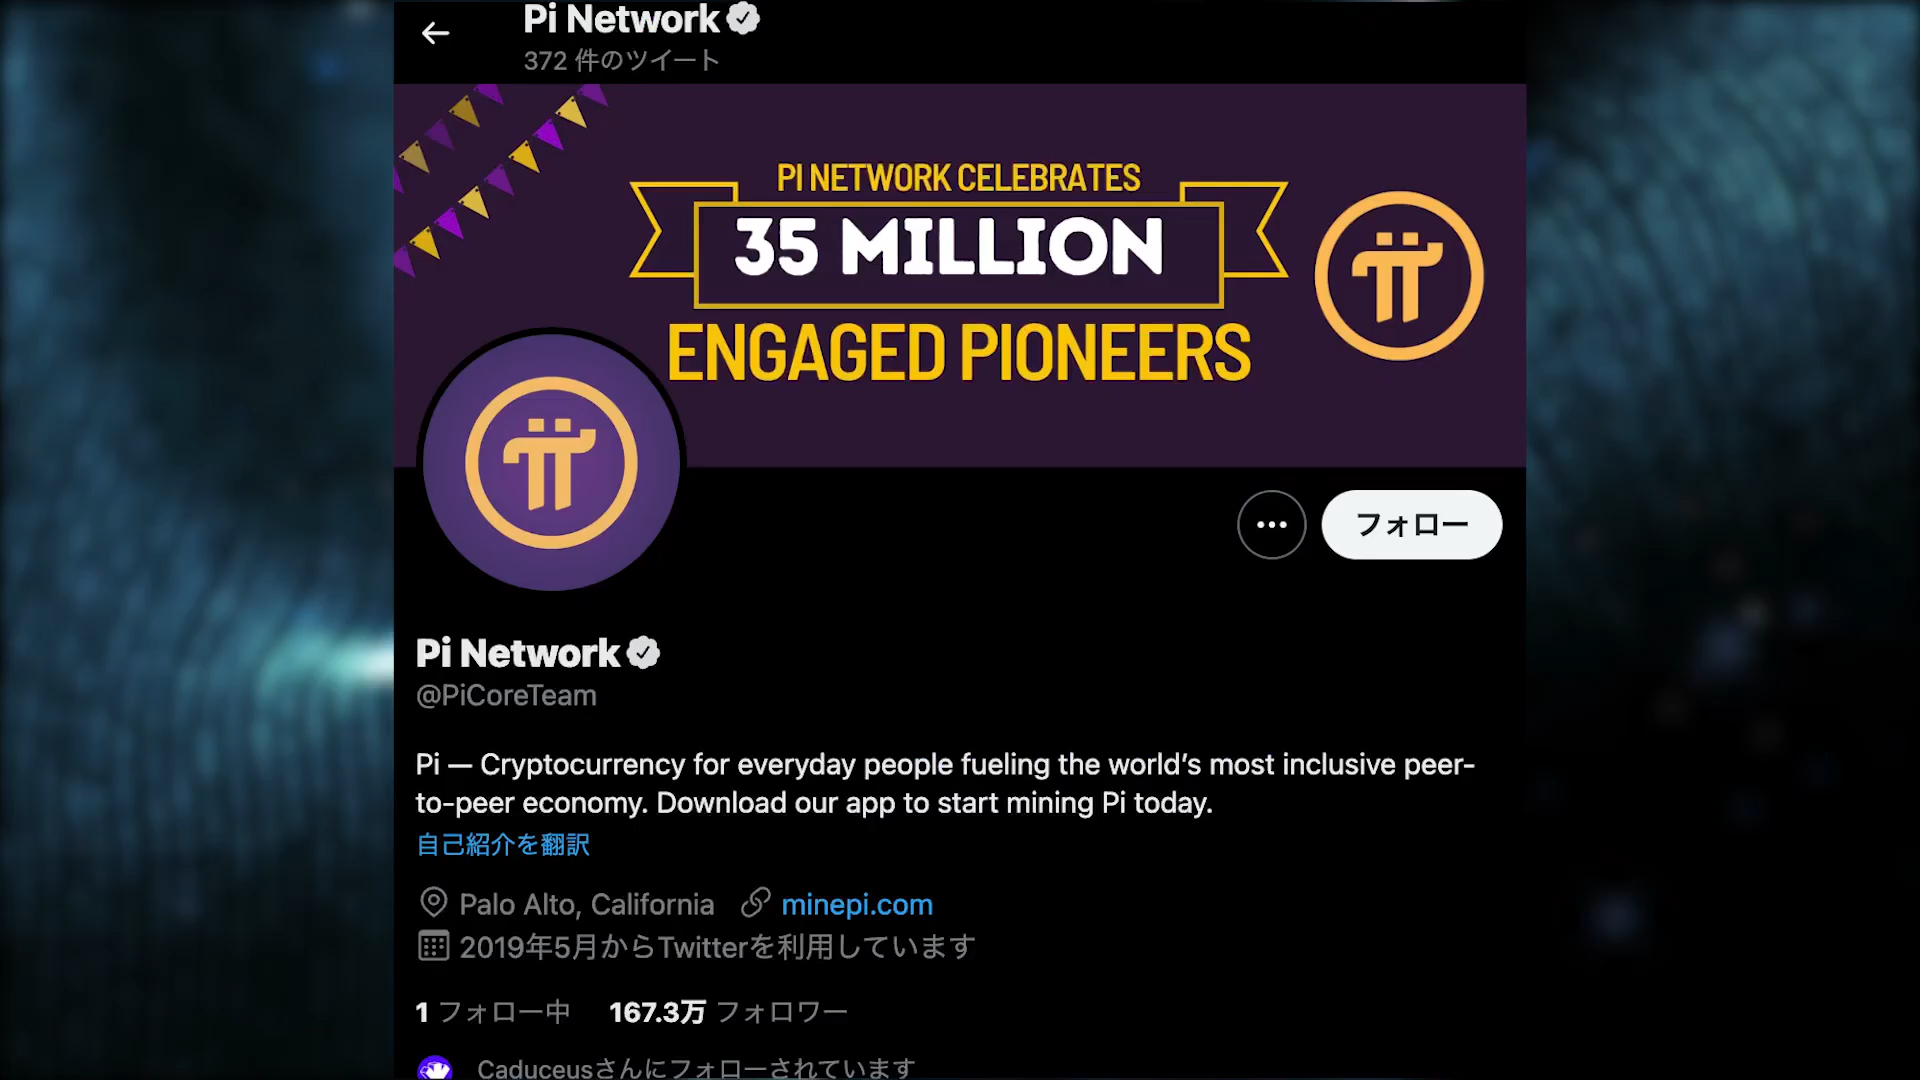 Pi Network
372 件のツイート
PI NETWORK CELEBRATES
35 MILLION
ENGAGED PIONEERS
フォロー
Pi Network
@PiCoreTeam
Pi — Cryptocurrency for everyday people fueling the world’s most inclusive peer-
to-peer economy. Download our app to start mining Pi today.
自己紹介を翻訳
Palo Alto, California minepi.com
2019年5月からTwitterを利用しています
1 フォロー中 167.3万 フォロワー
Caduceusさんにフォローされています